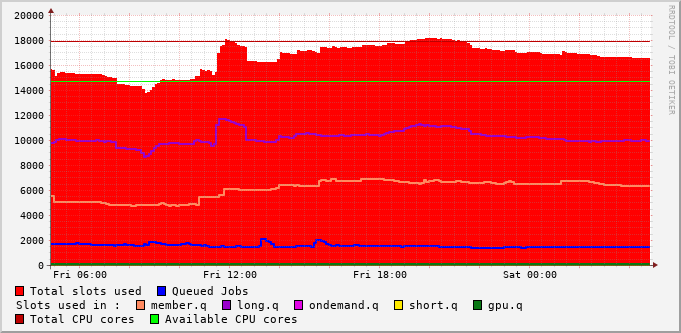 20000
18000
16000
14000
12000
10000
8000
6000
4000
2000
0
Fri 06:00 Fri 12:00 Fri 18:00 Sat 00:00
RRDTOOL / TOBI OETIKER
Total slots used Queued Jobs
Slots used in : member.q long.q ondemand.q short.q gpu.q
Total CPU cores Available CPU cores